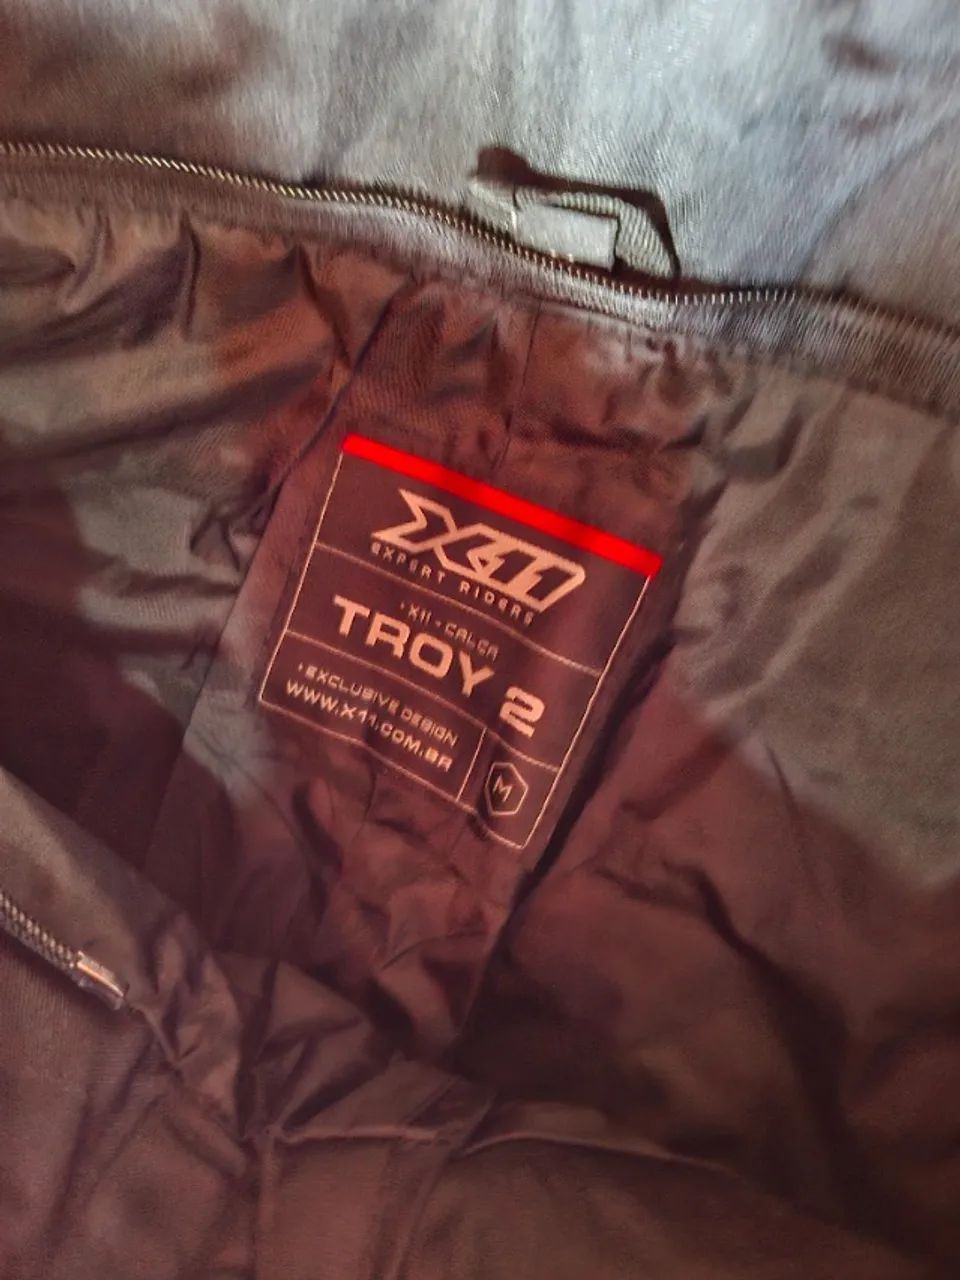 X11
EXPERT RIDERS
• X11 - CALÇA
TROY 2
• EXCLUSIVE DESIGN
WWW.X11.COM.BR
M